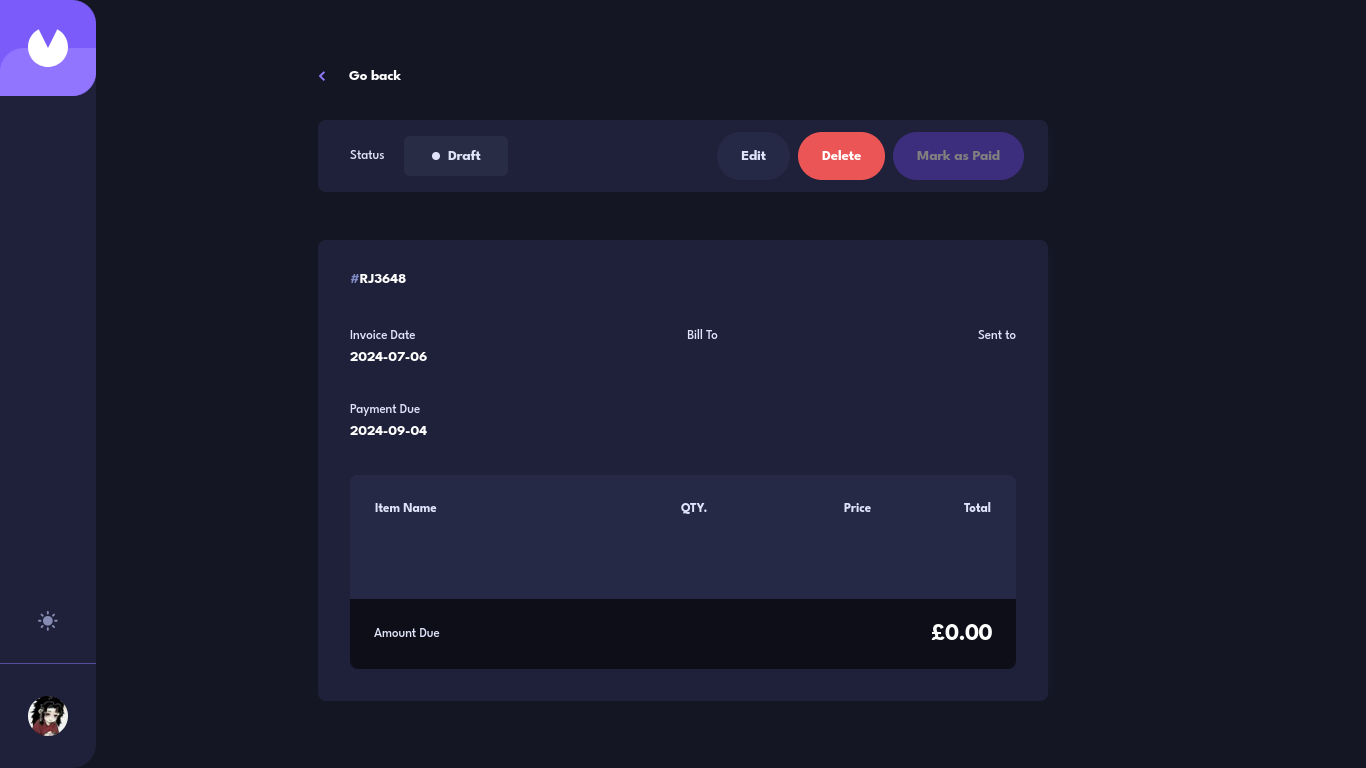 Go back
Status Draft Edit Delete Mark as Paid
#RJ3648
Invoice Date Bill To Sent to
2024-07-06
Payment Due
2024-09-04
Item Name QTY. Price Total
Amount Due £0.00